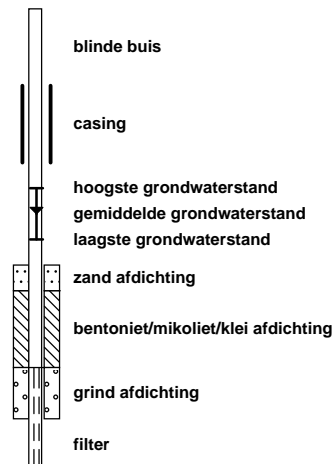 blinde buis
casing
hoogste grondwaterstand
gemiddelde grondwaterstand
laagste grondwaterstand
zand afdichting
bentoniet/mikoliet/klei afdichting
grind afdichting
filter